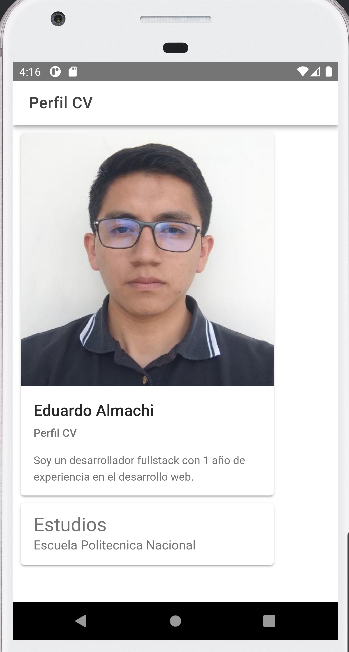 4:16
Perfil CV
Eduardo Almachi
Perfil CV
Soy un desarrollador fullstack con 1 año de
experiencia en el desarrollo web.
Estudios
Escuela Politecnica Nacional